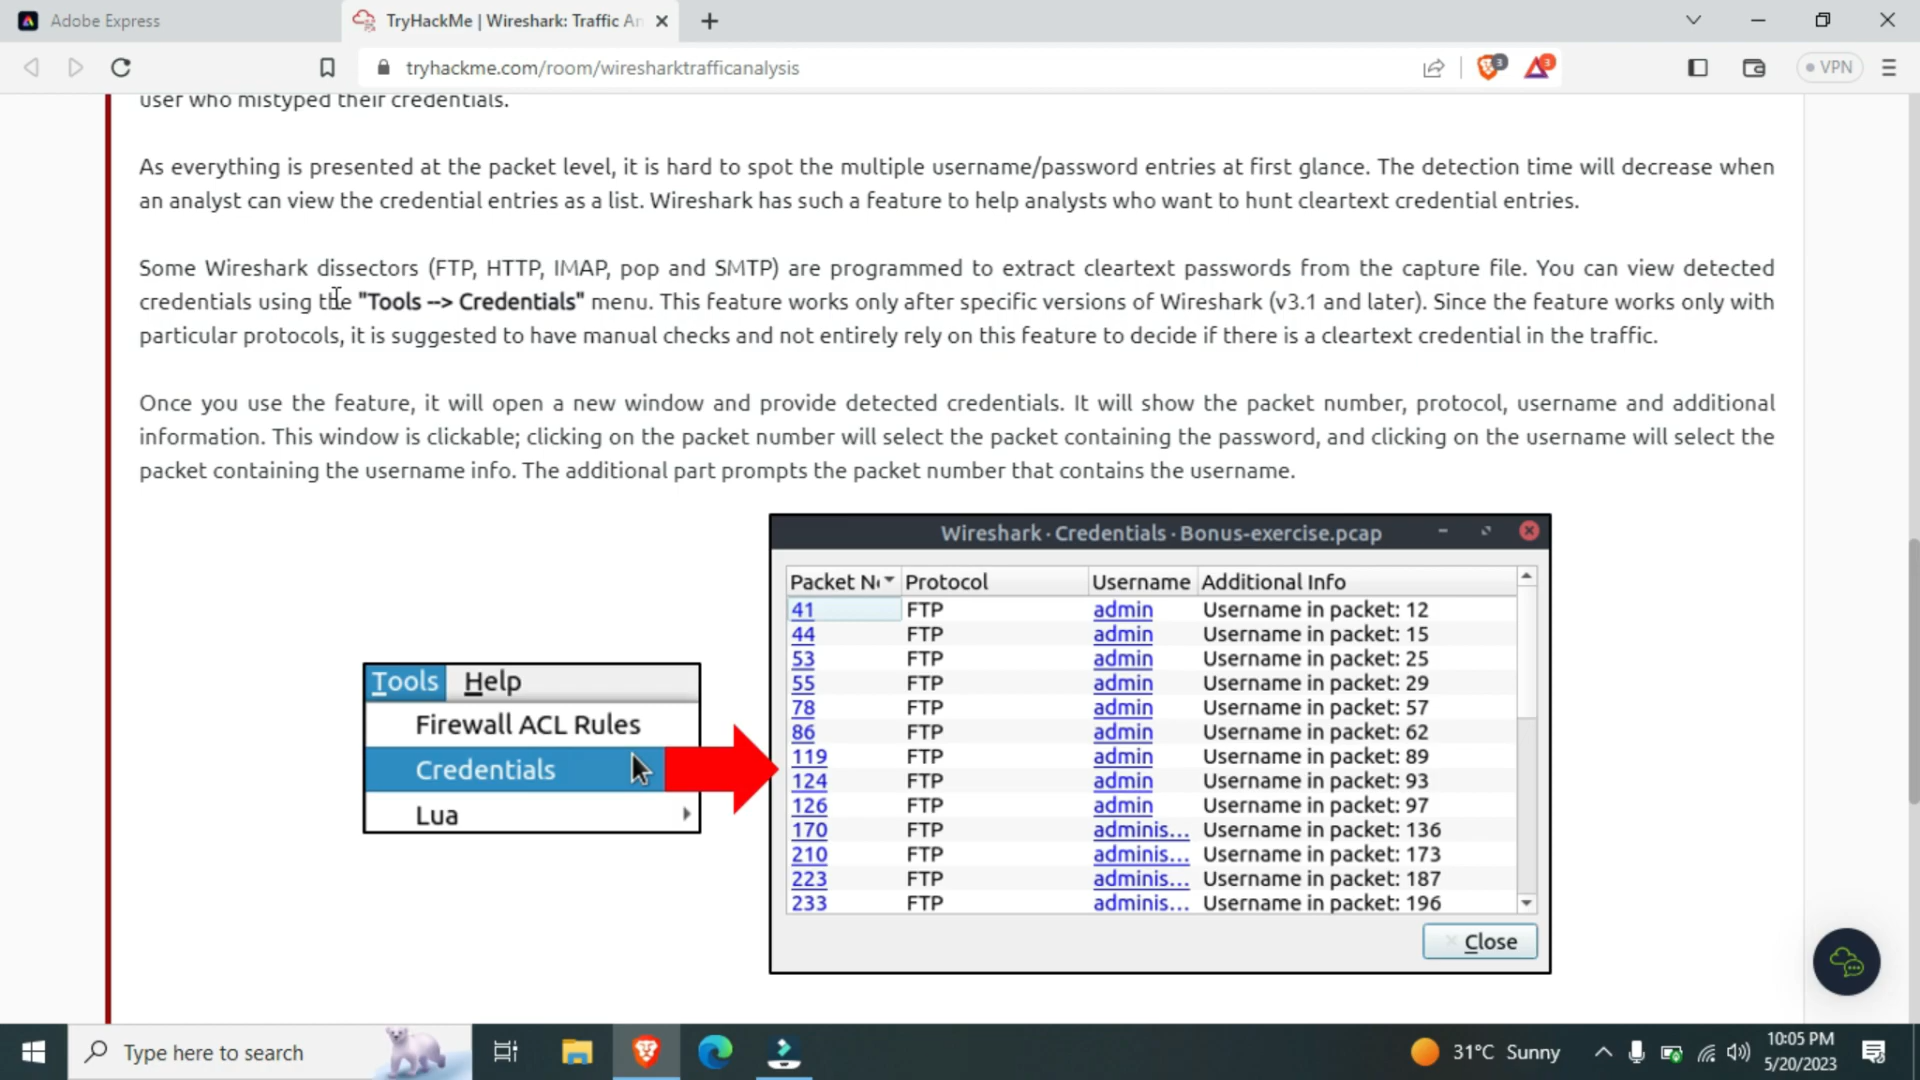 Adobe Express
TryHackMe | Wireshark: Traffic An
tryhackme.com/room/wiresharktrafficanalysis
3
3
VPN
user who mistyped their credentials.
As everything is presented at the packet level, it is hard to spot the multiple username/password entries at first glance. The detection time will decrease when
an analyst can view the credential entries as a list. Wireshark has such a feature to help analysts who want to hunt cleartext credential entries.
Some Wireshark dissectors (FTP, HTTP, IMAP, pop and SMTP) are programmed to extract cleartext passwords from the capture file. You can view detected
credentials using the "Tools --> Credentials" menu. This feature works only after specific versions of Wireshark (v3.1 and later). Since the feature works only with
particular protocols, it is suggested to have manual checks and not entirely rely on this feature to decide if there is a cleartext credential in the traffic.
Once you use the feature, it will open a new window and provide detected credentials. It will show the packet number, protocol, username and additional
information. This window is clickable; clicking on the packet number will select the packet containing the password, and clicking on the username will select the
packet containing the username info. The additional part prompts the packet number that contains the username.
Tools Help
Firewall ACL Rules
Credentials
Lua
Wireshark · Credentials · Bonus-exercise.pcap
Packet N Protocol Username Additional Info
41 FTP admin Username in packet: 12
44 FTP admin Username in packet: 15
53 FTP admin Username in packet: 25
55 FTP admin Username in packet: 29
78 FTP admin Username in packet: 57
86 FTP admin Username in packet: 62
119 FTP admin Username in packet: 89
124 FTP admin Username in packet: 93
126 FTP admin Username in packet: 97
170 FTP adminis... Username in packet: 136
210 FTP adminis... Username in packet: 173
223 FTP adminis... Username in packet: 187
233 FTP adminis... Username in packet: 196
Close
Type here to search
31°C Sunny
10:05 PM
5/20/2023